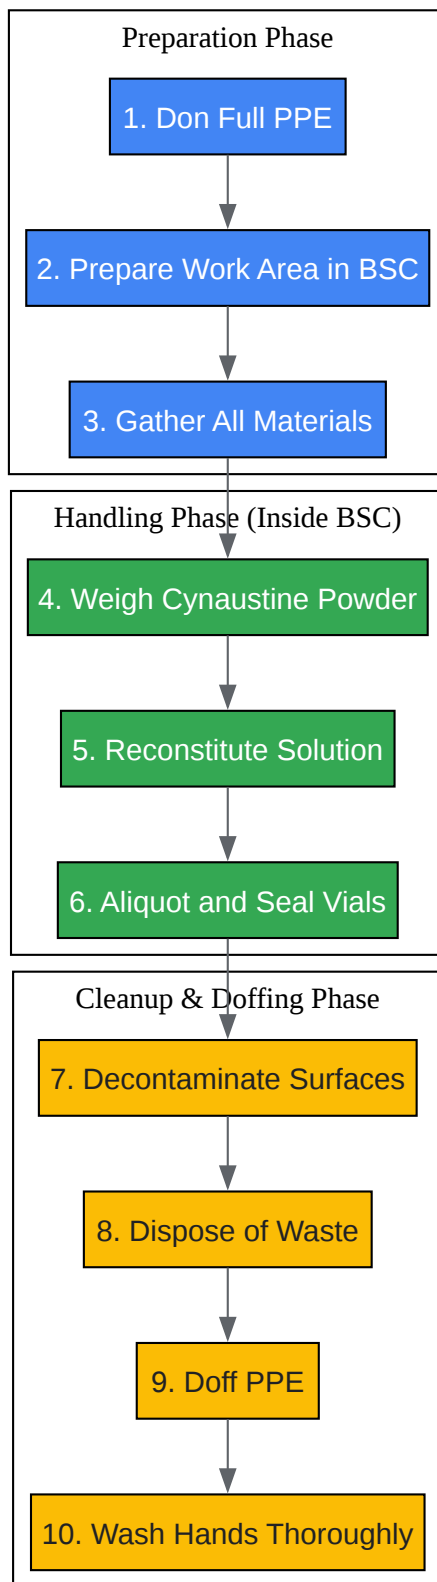 Preparation Phase
1. Don Full PPE
2. Prepare Work Area in BSC
3. Gather All Materials
Handling Phase (Inside BSC)
4. Weigh Cynaustine Powder
5. Reconstitute Solution
6. Aliquot and Seal Vials
Cleanup & Doffing Phase
7. Decontaminate Surfaces
8. Dispose of Waste
9. Doff PPE
10. Wash Hands Thoroughly